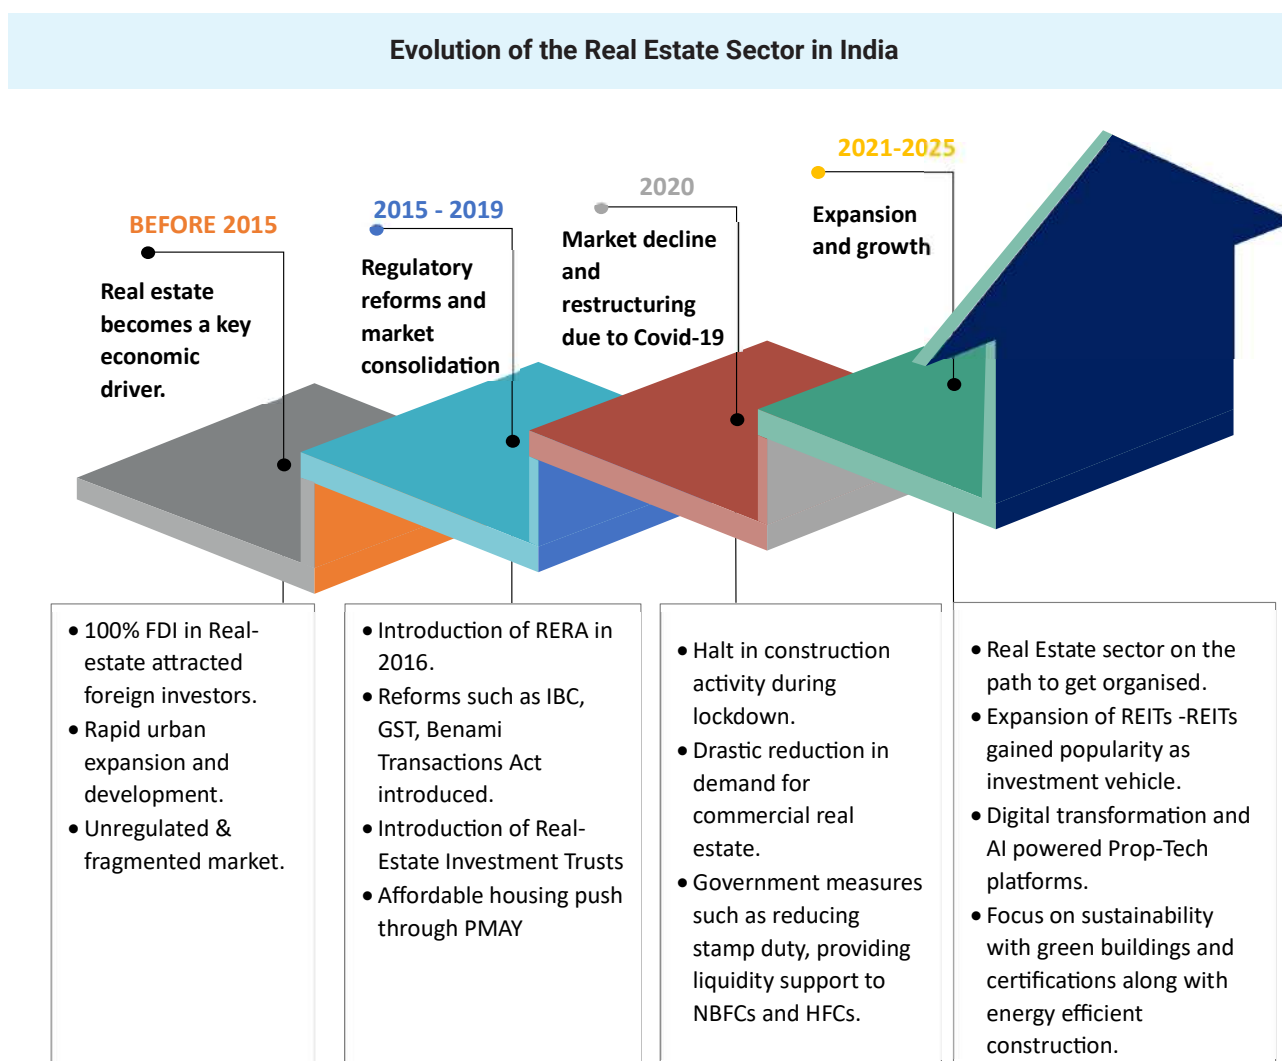 Evolution of the Real Estate Sector in India
BEFORE 2015
Real estate
becomes a key
economic
driver.
2015 - 2019
Regulatory
reforms and
market
consolidation
2020
Market decline
and
restructuring
due to Covid-19
2021-2025
Expansion
and growth
• 100% FDI in Real-
estate attracted
foreign investors.
• Rapid urban
expansion and
development.
• Unregulated &
fragmented market.
• Introduction of RERA in
2016.
• Reforms such as IBC,
GST, Benami
Transactions Act
introduced.
• Introduction of Real-
Estate Investment Trusts
• Affordable housing push
through PMAY
• Halt in construction
activity during
lockdown.
• Drastic reduction in
demand for
commercial real
estate.
• Government measures
such as reducing
stamp duty, providing
liquidity support to
NBFCs and HFCs.
• Real Estate sector on the
path to get organised.
• Expansion of REITs -REITs
gained popularity as
investment vehicle.
• Digital transformation and
AI powered Prop-Tech
platforms.
• Focus on sustainability
with green buildings and
certifications along with
energy efficient
construction.